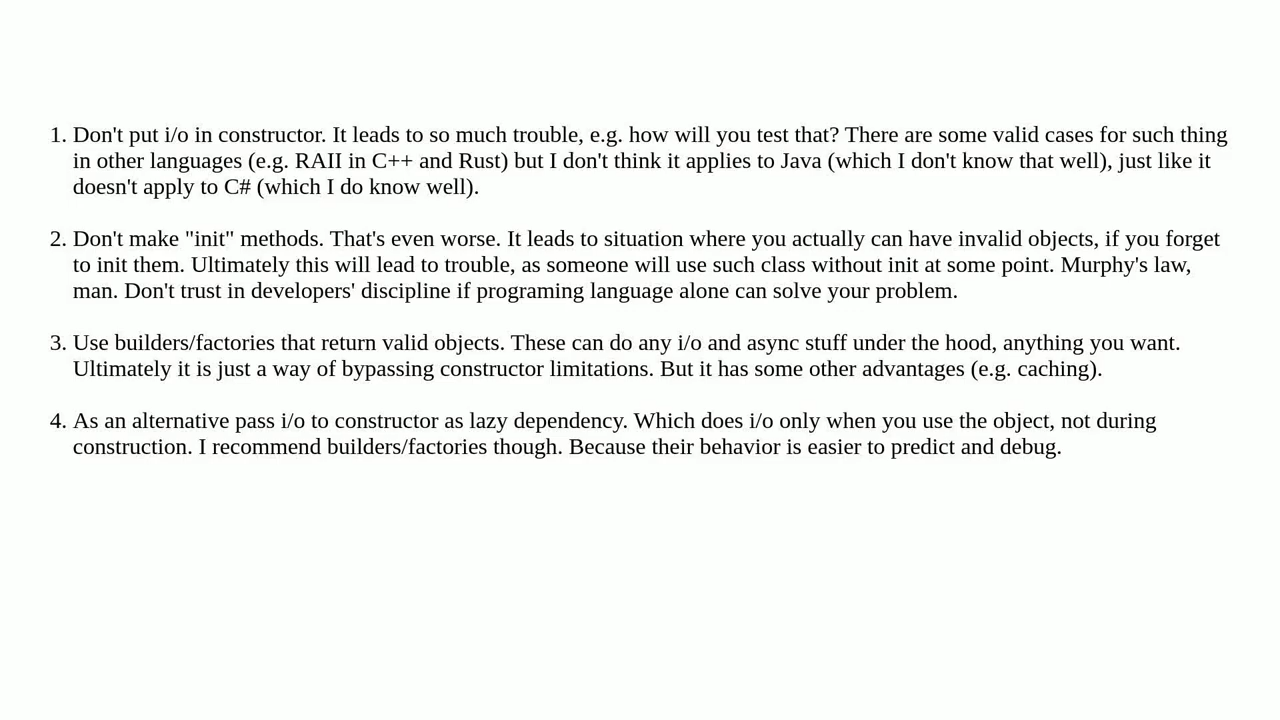 1. Don't put i/o in constructor. It leads to so much trouble, e.g. how will you test that? There are some valid cases for such thing
in other languages (e.g. RAII in C++ and Rust) but I don't think it applies to Java (which I don't know that well), just like it
doesn't apply to C# (which I do know well).
2. Don't make "init" methods. That's even worse. It leads to situation where you actually can have invalid objects, if you forget
to init them. Ultimately this will lead to trouble, as someone will use such class without init at some point. Murphy's law,
man. Don't trust in developers' discipline if programing language alone can solve your problem.
3. Use builders/factories that return valid objects. These can do any i/o and async stuff under the hood, anything you want.
Ultimately it is just a way of bypassing constructor limitations. But it has some other advantages (e.g. caching).
4. As an alternative pass i/o to constructor as lazy dependency. Which does i/o only when you use the object, not during
construction. I recommend builders/factories though. Because their behavior is easier to predict and debug.